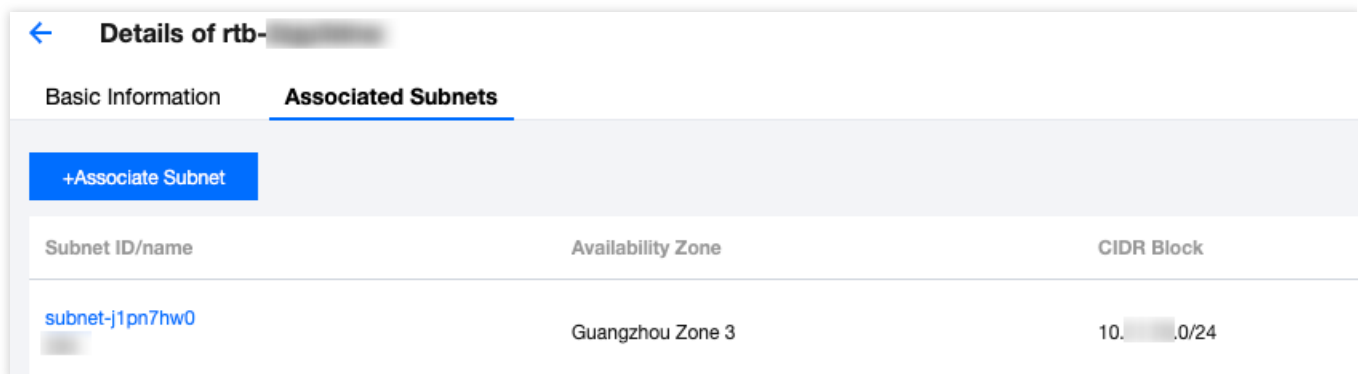 Details of rtb-
Basic Information Associated Subnets
+Associate Subnet
Subnet ID/name Availability Zone CIDR Block
subnet-j1pn7hw0
Guangzhou Zone 3 10. .0/24